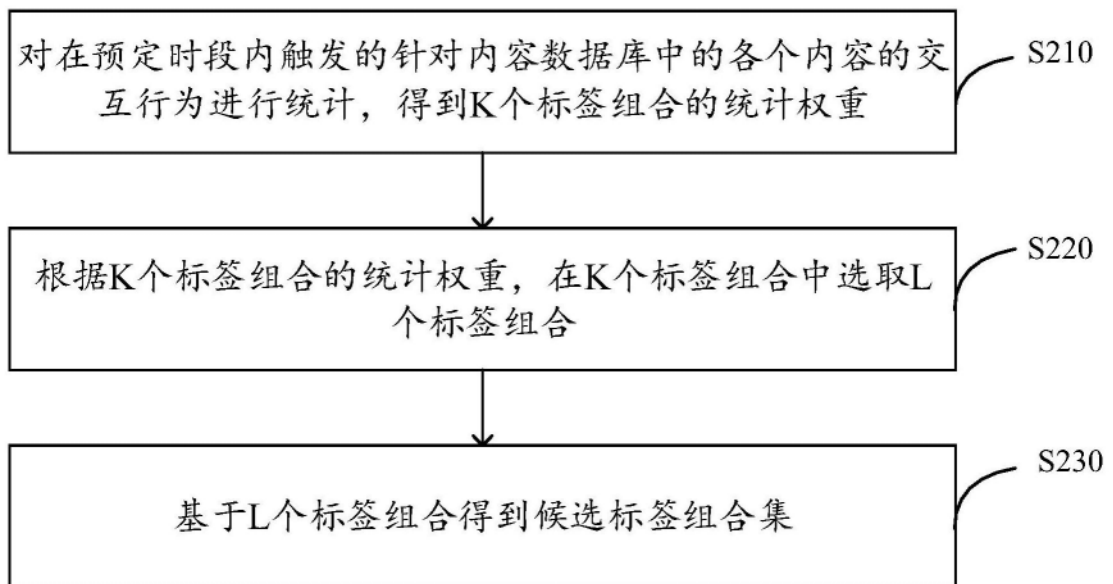 对在预定时段内触发的针对内容数据库中的各个内容的交
互行为进行统计，得到K个标签组合的统计权重
S210
根据K个标签组合的统计权重，在K个标签组合中选取L
个标签组合
S220
基于L个标签组合得到候选标签组合集
S230